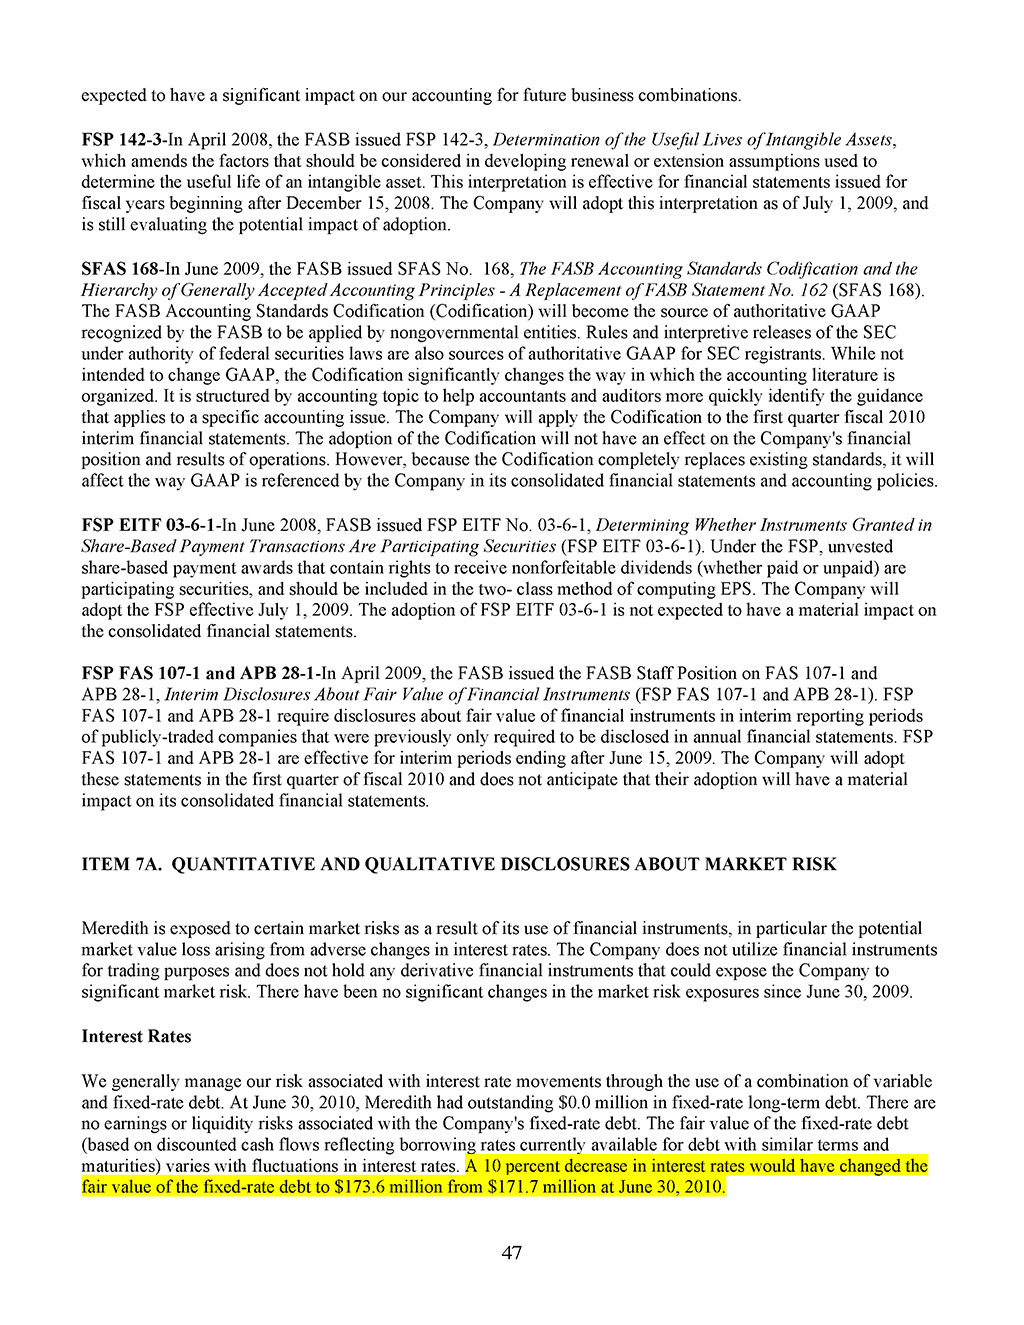 expected to have a significant impact on our accounting for future business combinations.
FSP 142-3-In April 2008, the FASB issued FSP 142-3, Determination of the Useful Lives of Intangible Assets,
which amends the factors that should be considered in developing renewal or extension assumptions used to
determine the useful life of an intangible asset. This interpretation is effective for financial statements issued for
fiscal years beginning after December 15, 2008. The Company will adopt this interpretation as of July 1, 2009, and
is still evaluating the potential impact of adoption.
SFAS 168-In June 2009, the FASB issued SFAS No.  168, The FASB Accounting Standards Codification and the
Hierarchy of Generally Accepted Accounting Principles - A Replacement of FASB Statement No. 162 (SFAS 168).
The FASB Accounting Standards Codification (Codification) will become the source of authoritative GAAP
recognized by the FASB to be applied by nongovernmental entities. Rules and interpretive releases of the SEC
under authority of federal securities laws are also sources of authoritative GAAP for SEC registrants. While not
intended to change GAAP, the Codification significantly changes the way in which the accounting literature is
organized. It is structured by accounting topic to help accountants and auditors more quickly identify the guidance
that applies to a specific accounting issue. The Company will apply the Codification to the first quarter fiscal 2010
interim financial statements. The adoption of the Codification will not have an effect on the Company's financial
position and results of operations. However, because the Codification completely replaces existing standards, it will
affect the way GAAP is referenced by the Company in its consolidated financial statements and accounting policies.
FSP EITF 03-6-1-In June 2008, FASB issued FSP EITF No. 03-6-1, Determining Whether Instruments Granted in
Share-Based Payment Transactions Are Participating Securities (FSP EITF 03-6-1). Under the FSP, unvested
share-based payment awards that contain rights to receive nonforfeitable dividends (whether paid or unpaid) are
participating securities, and should be included in the two- class method of computing EPS. The Company will
adopt the FSP effective July 1, 2009. The adoption of FSP EITF 03-6-1 is not expected to have a material impact on
the consolidated financial statements.
FSP FAS 107-1 and APB 28-1-In April 2009, the FASB issued the FASB Staff Position on FAS 107-1 and
APB 28-1, Interim Disclosures About Fair Value of Financial Instruments (FSP FAS 107-1 and APB 28-1). FSP
FAS 107-1 and APB 28-1 require disclosures about fair value of financial instruments in interim reporting periods
of publicly-traded companies that were previously only required to be disclosed in annual financial statements. FSP
FAS 107-1 and APB 28-1 are effective for interim periods ending after June 15, 2009. The Company will adopt
these statements in the first quarter of fiscal 2010 and does not anticipate that their adoption will have a material
impact on its consolidated financial statements.
ITEM 7A.  QUANTITATIVE AND QUALITATIVE DISCLOSURES ABOUT MARKET RISK
Meredith is exposed to certain market risks as a result of its use of financial instruments, in particular the potential
market value loss arising from adverse changes in interest rates. The Company does not utilize financial instruments
for trading purposes and does not hold any derivative financial instruments that could expose the Company to
significant market risk. There have been no significant changes in the market risk exposures since June 30, 2009.
Interest Rates
We generally manage our risk associated with interest rate movements through the use of a combination of variable
and fixed-rate debt. At June 30, 2010, Meredith had outstanding $0.0 million in fixed-rate long-term debt. There are
no earnings or liquidity risks associated with the Company's fixed-rate debt. The fair value of the fixed-rate debt
(based on discounted cash flows reflecting borrowing rates currently available for debt with similar terms and
maturities) varies with fluctuations in interest rates. A 10 percent decrease in interest rates would have changed the
fair value of the fixed-rate debt to $173.6 million from $171.7 million at June 30, 2010.
47